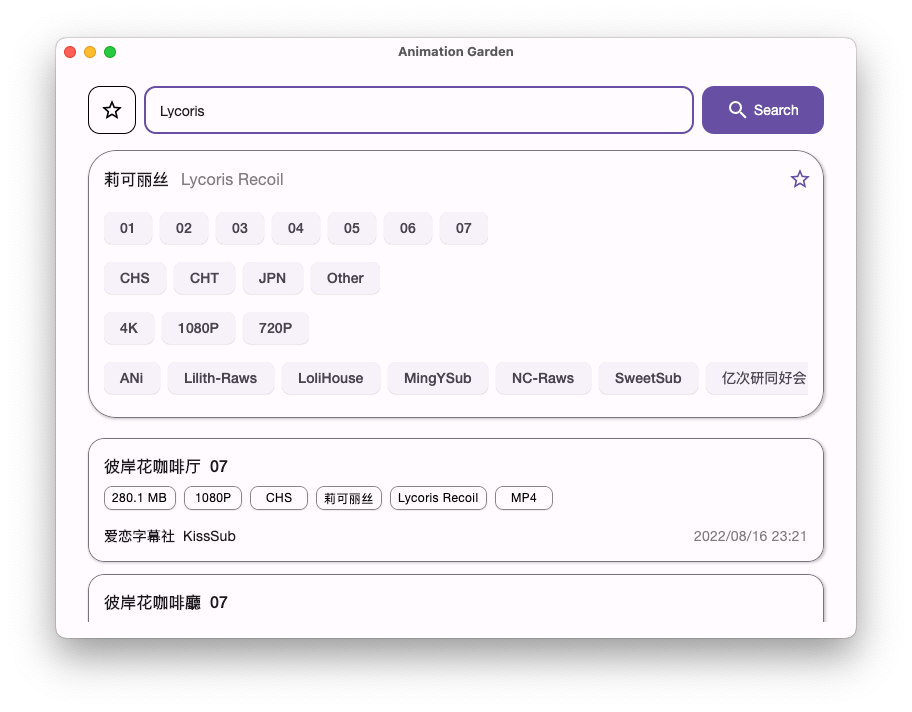 Animation Garden
Lycoris
Search
莉可丽丝 Lycoris Recoil
01 02 03 04 05 06 07
CHS CHT JPN Other
4K 1080P 720P
ANi Lilith-Raws LoliHouse MingYSub NC-Raws SweetSub 亿次研同好会
彼岸花咖啡厅 07
280.1 MB 1080P CHS 莉可丽丝 Lycoris Recoil MP4
爱恋字幕社 KissSub 2022/08/16 23:21
彼岸花咖啡廳 07